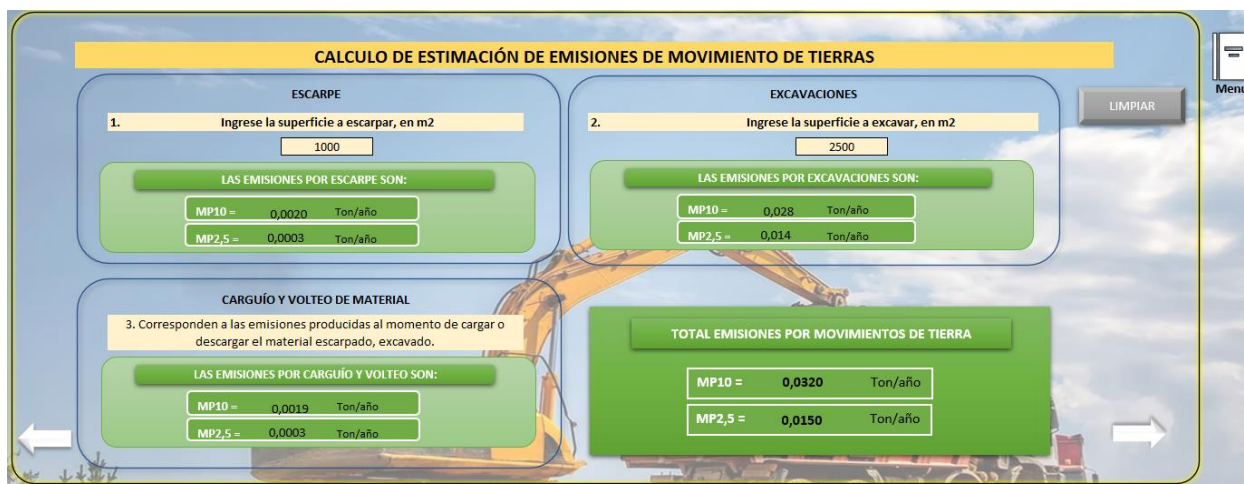 CALCULO DE ESTIMACIÓN DE EMISIONES DE MOVIMIENTO DE TIERRAS
Menu
LIMPIAR
ESCARPE
1. Ingrese la superficie a escarpar, en m2
1000
LAS EMISIONES POR ESCARPE SON:
MP10 = 0,0020 Ton/año
MP2,5 = 0,0003 Ton/año
EXCAVACIONES
2. Ingrese la superficie a excavar, en m2
2500
LAS EMISIONES POR EXCAVACIONES SON:
MP10 = 0,028 Ton/año
MP2,5 = 0,014 Ton/año
CARGUÍO Y VOLTEO DE MATERIAL
3. Corresponden a las emisiones producidas al momento de cargar o
descargar el material escarpado, excavado.
LAS EMISIONES POR CARGUÍO Y VOLTEO SON:
MP10 = 0,0019 Ton/año
MP2,5 = 0,0003 Ton/año
TOTAL EMISIONES POR MOVIMIENTOS DE TIERRA
MP10 = 0,0320 Ton/año
MP2,5 = 0,0150 Ton/año